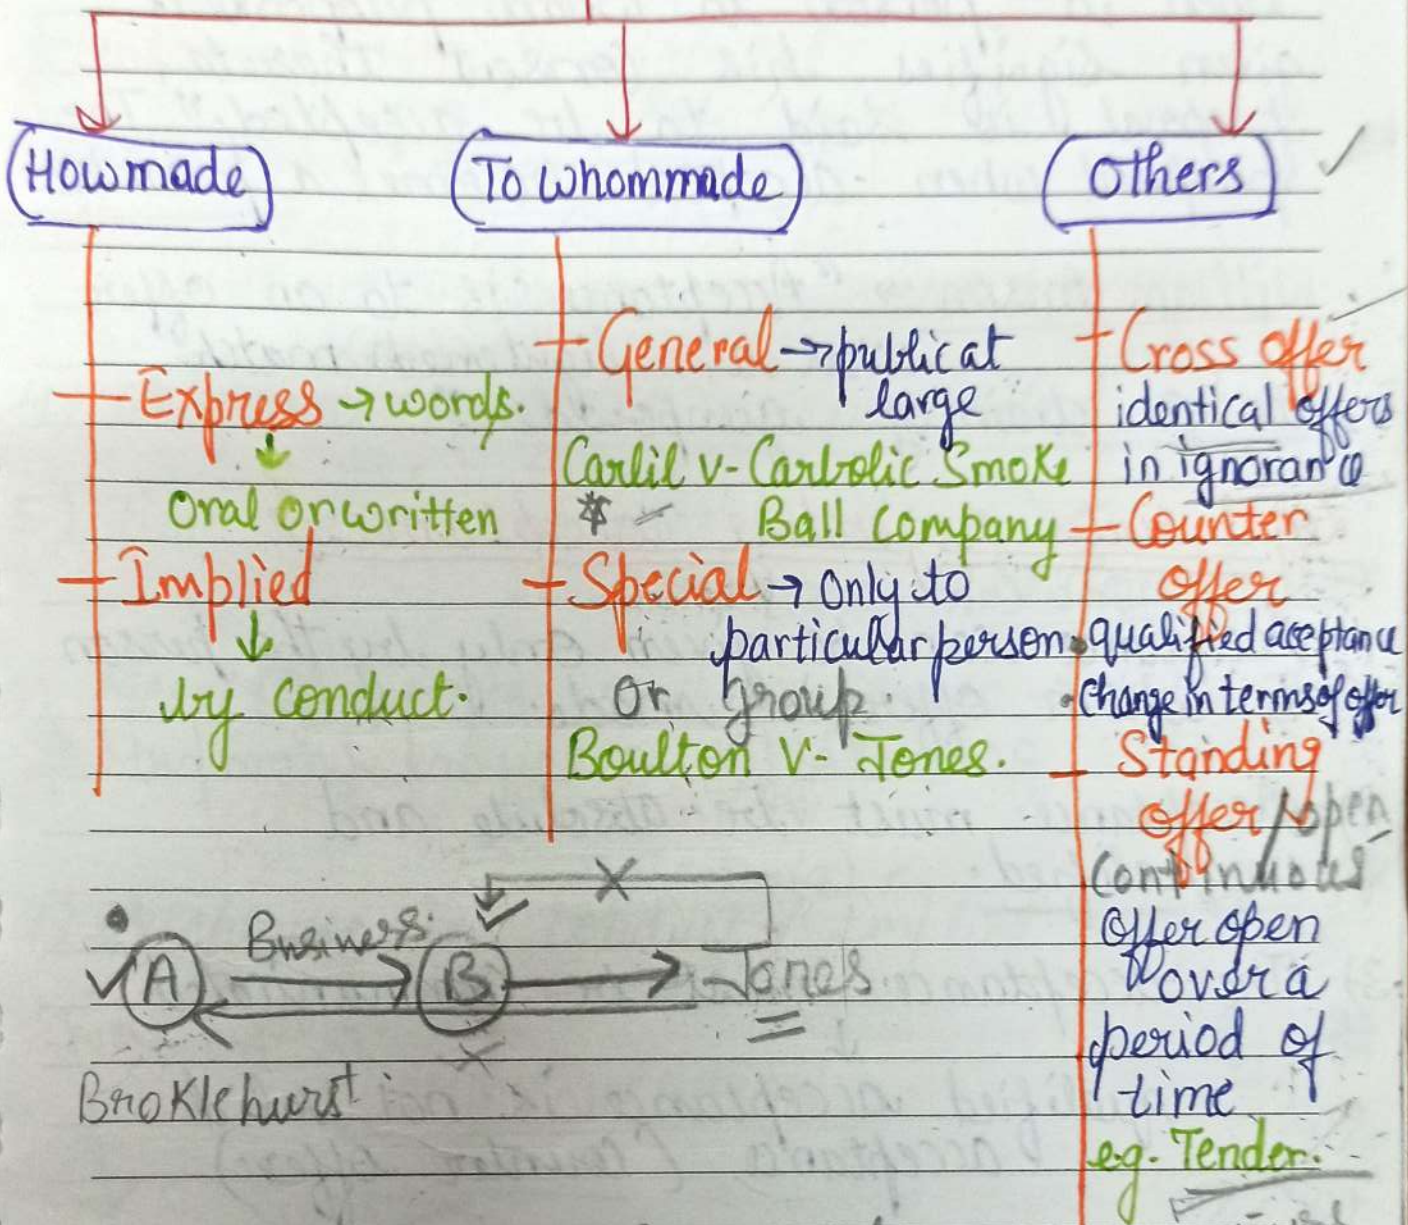 How made
To whom made
Others
Express → words.
Oral or written
Implied
by conduct.
General → public at
large
Carlil v- Carbolic Smoke
Ball Company
Special → Only to
particular person
or group.
Boulton v- Jones.
Cross offer
identical offers
in ignorance
Counter
offer
• qualified aceptance
• change in terms of offer
Standing
offer / open
Continuous
Offer open
over a
period of
time
e.g. Tender.
A Business. B Jones
Broklehurst